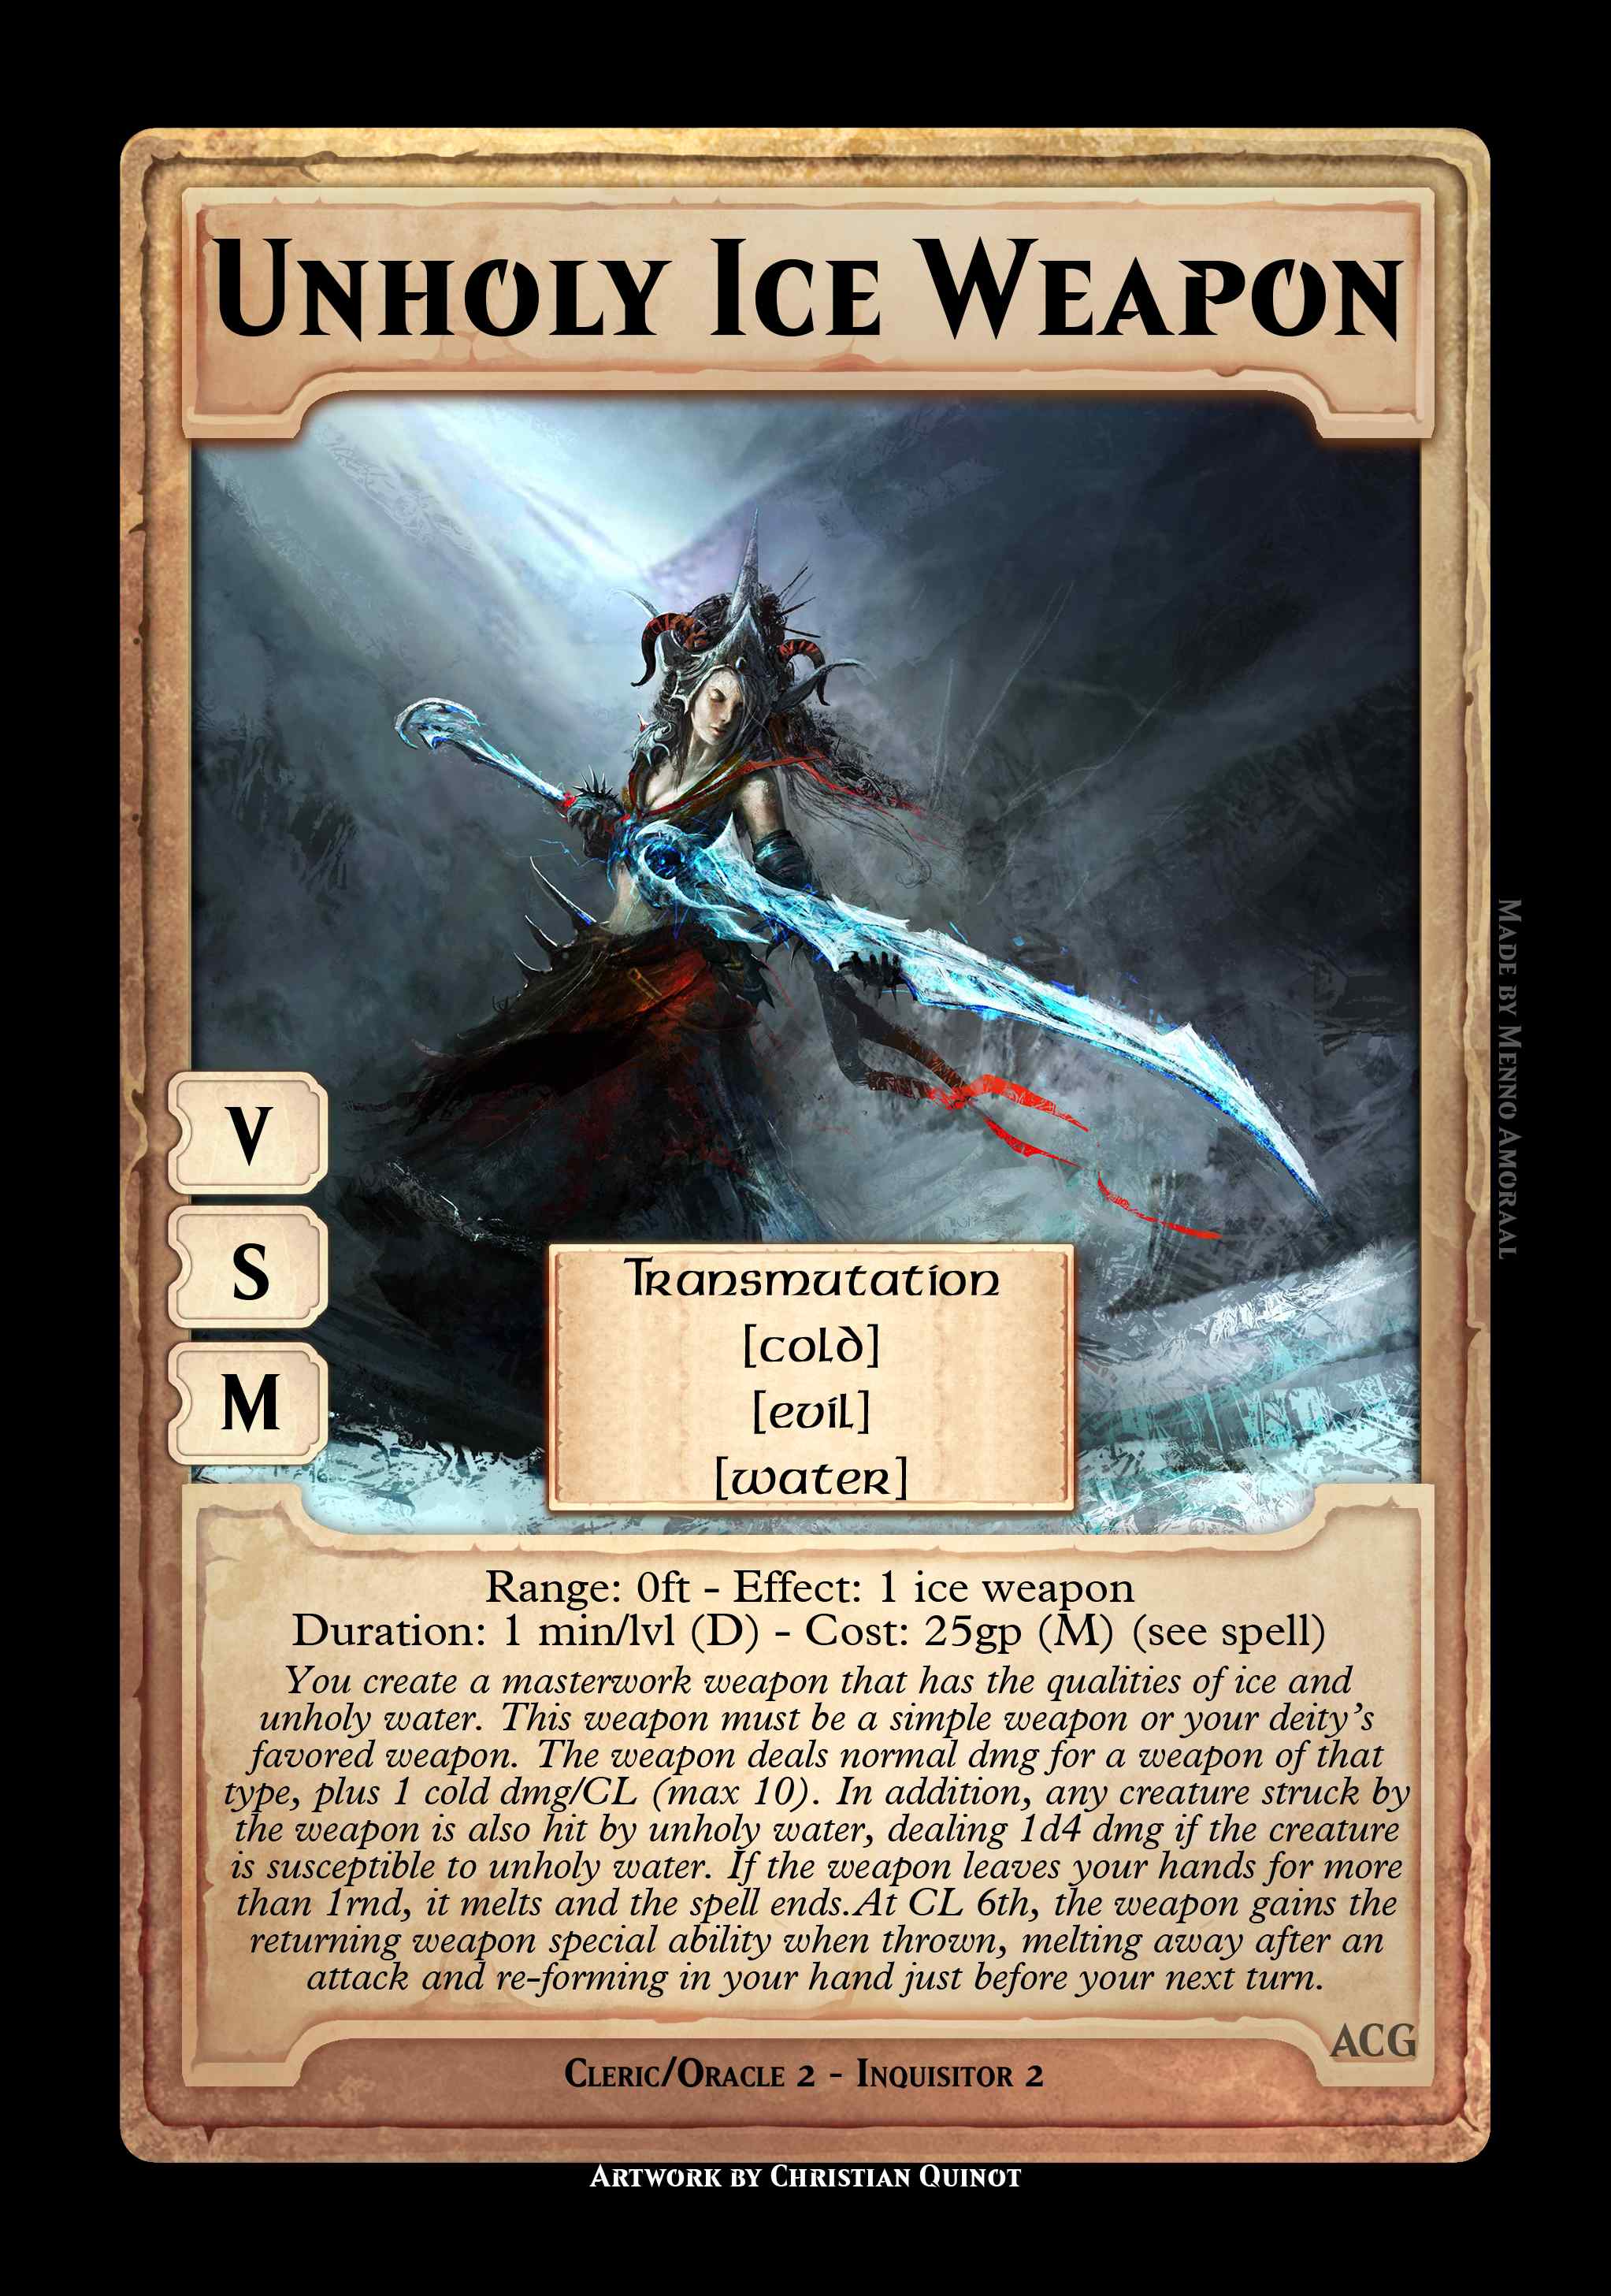 Unholy Ice Weapon
V
S
M
Transmutation
[cold]
[evil]
[water]
Range: 0ft - Effect: 1 ice weapon
Duration: 1 min/lvl (D) - Cost: 25gp (M) (see spell)
You create a masterwork weapon that has the qualities of ice and
unholy water. This weapon must be a simple weapon or your deity's
favored weapon. The weapon deals normal dmg for a weapon of that
type, plus 1 cold dmg/CL (max 10). In addition, any creature struck by
the weapon is also hit by unholy water, dealing 1d4 dmg if the creature
is susceptible to unholy water. If the weapon leaves your hands for more
than 1rnd, it melts and the spell ends.At CL 6th, the weapon gains the
returning weapon special ability when thrown, melting away after an
attack and re-forming in your hand just before your next turn.
ACG
Cleric/Oracle 2 - Inquisitor 2
Artwork by Christian Quinot
Made by Menno Amoraal